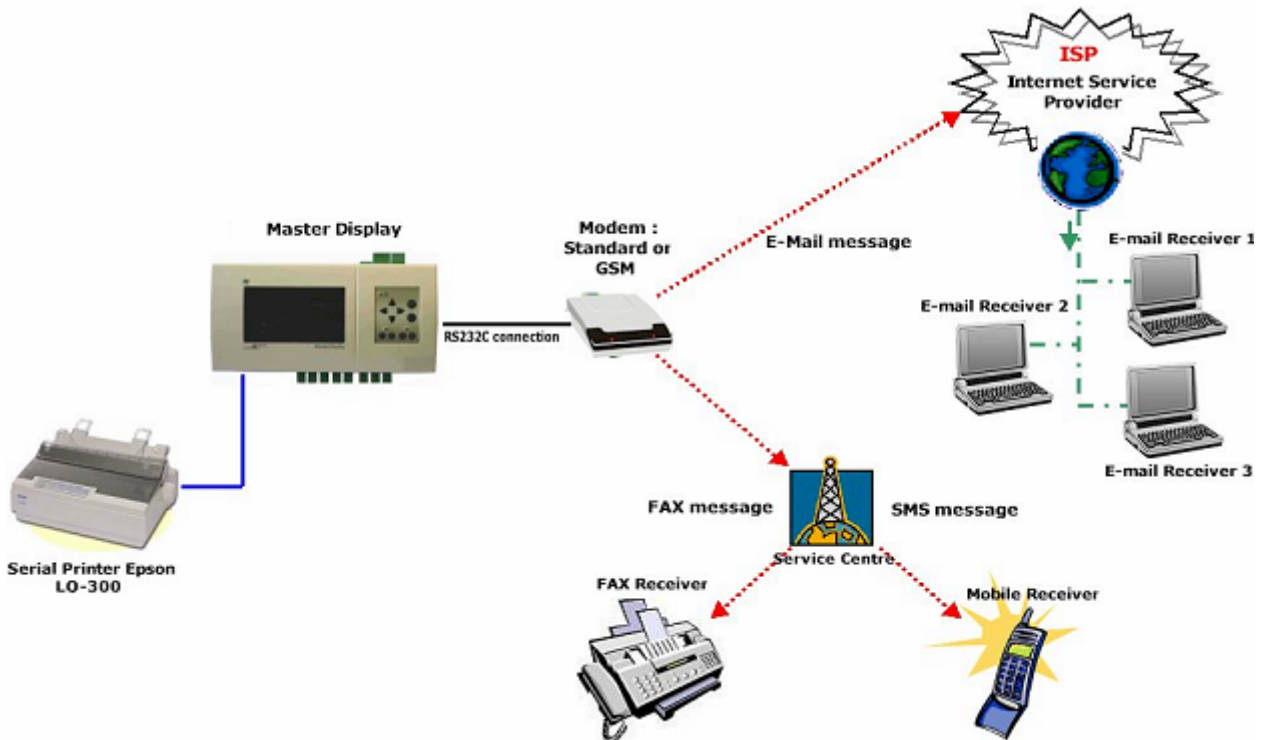 ISP
Internet Service
Provider
Master Display
Modem :
Standard or
GSM
E-Mail message
E-mail Receiver 1
E-mail Receiver 2
RS232C connection
E-mail Receiver 3
FAX message
SMS message
Service Centre
Serial Printer Epson
LO-300
FAX Receiver
Mobile Receiver